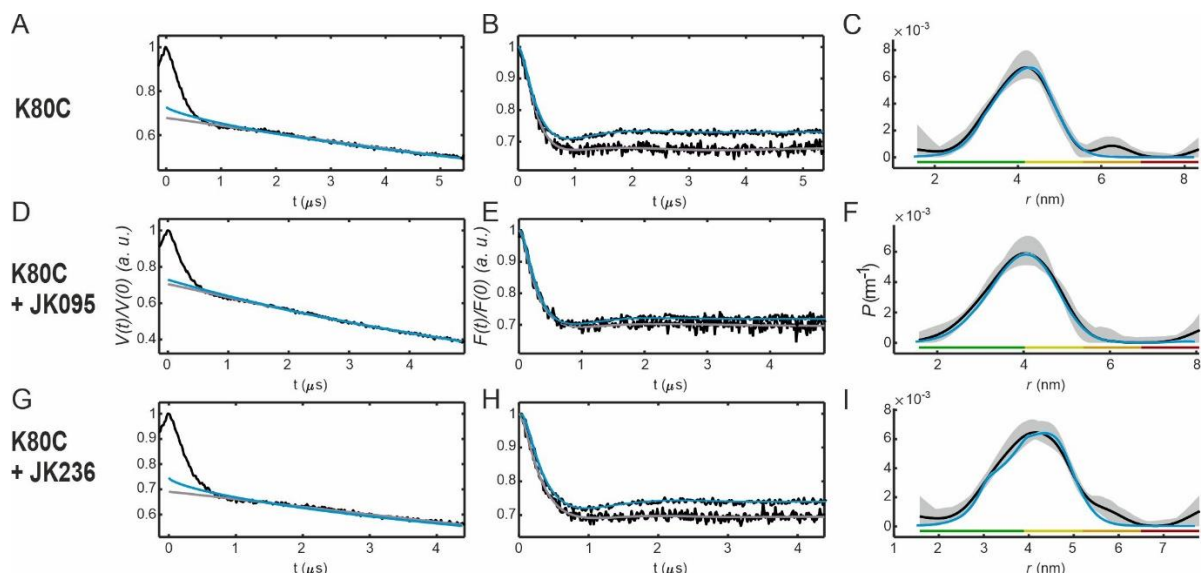 A
B
C
K80C
1
0.8
0.6
0 1 2 3 4 5
t (μs)
1
0.9
0.8
0.7
0 1 2 3 4 5
t (μs)
×10⁻³
8
6
4
2
0
2 4 6 8
r (nm)
D
E
F
K80C
+ JK095
V(t)/V(0) (a. u.)
1
0.8
0.6
0.4
0 1 2 3 4
t (μs)
F(t)/F(0) (a. u.)
1
0.9
0.8
0.7
0 1 2 3 4
t (μs)
P(nm⁻¹)
×10⁻³
8
6
4
2
0
2 4 6 8
r (nm)
G
H
I
K80C
+ JK236
1
0.9
0.8
0.7
0.6
0 1 2 3 4
t (μs)
1
0.9
0.8
0.7
0.6
0 1 2 3 4
t (μs)
×10⁻³
8
6
4
2
0
1 2 3 4 5 6 7
r (nm)